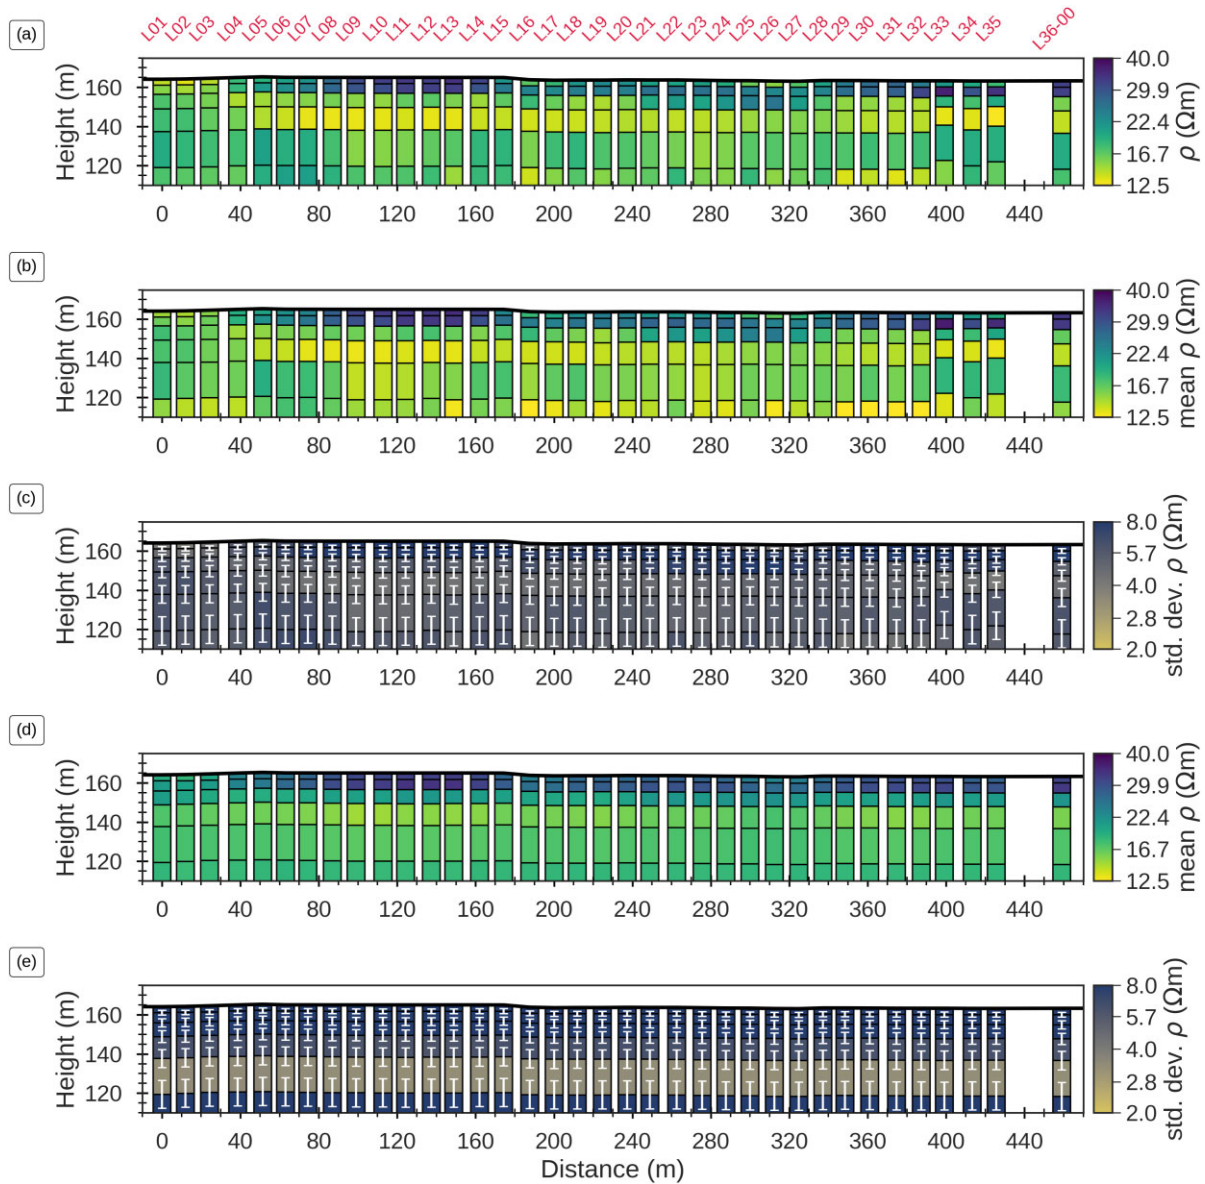 L01 L02 L03 L04 L05 L06 L07 L08 L09 L10 L11 L12 L13 L14 L15 L16 L17 L18 L19 L20 L21 L22 L23 L24 L25 L26 L27 L28 L29 L30 L31 L32 L33 L34 L35 L36-00
(a)
Height (m)
160
140
120
0 40 80 120 160 200 240 280 320 360 400 440
40.0
29.9
22.4
16.7
12.5
ρ (Ωm)
(b)
Height (m)
160
140
120
0 40 80 120 160 200 240 280 320 360 400 440
40.0
29.9
22.4
16.7
12.5
mean ρ (Ωm)
(c)
Height (m)
160
140
120
0 40 80 120 160 200 240 280 320 360 400 440
8.0
5.7
4.0
2.8
2.0
std. dev. ρ (Ωm)
(d)
Height (m)
160
140
120
0 40 80 120 160 200 240 280 320 360 400 440
40.0
29.9
22.4
16.7
12.5
mean ρ (Ωm)
(e)
Height (m)
160
140
120
0 40 80 120 160 200 240 280 320 360 400 440
8.0
5.7
4.0
2.8
2.0
std. dev. ρ (Ωm)
Distance (m)